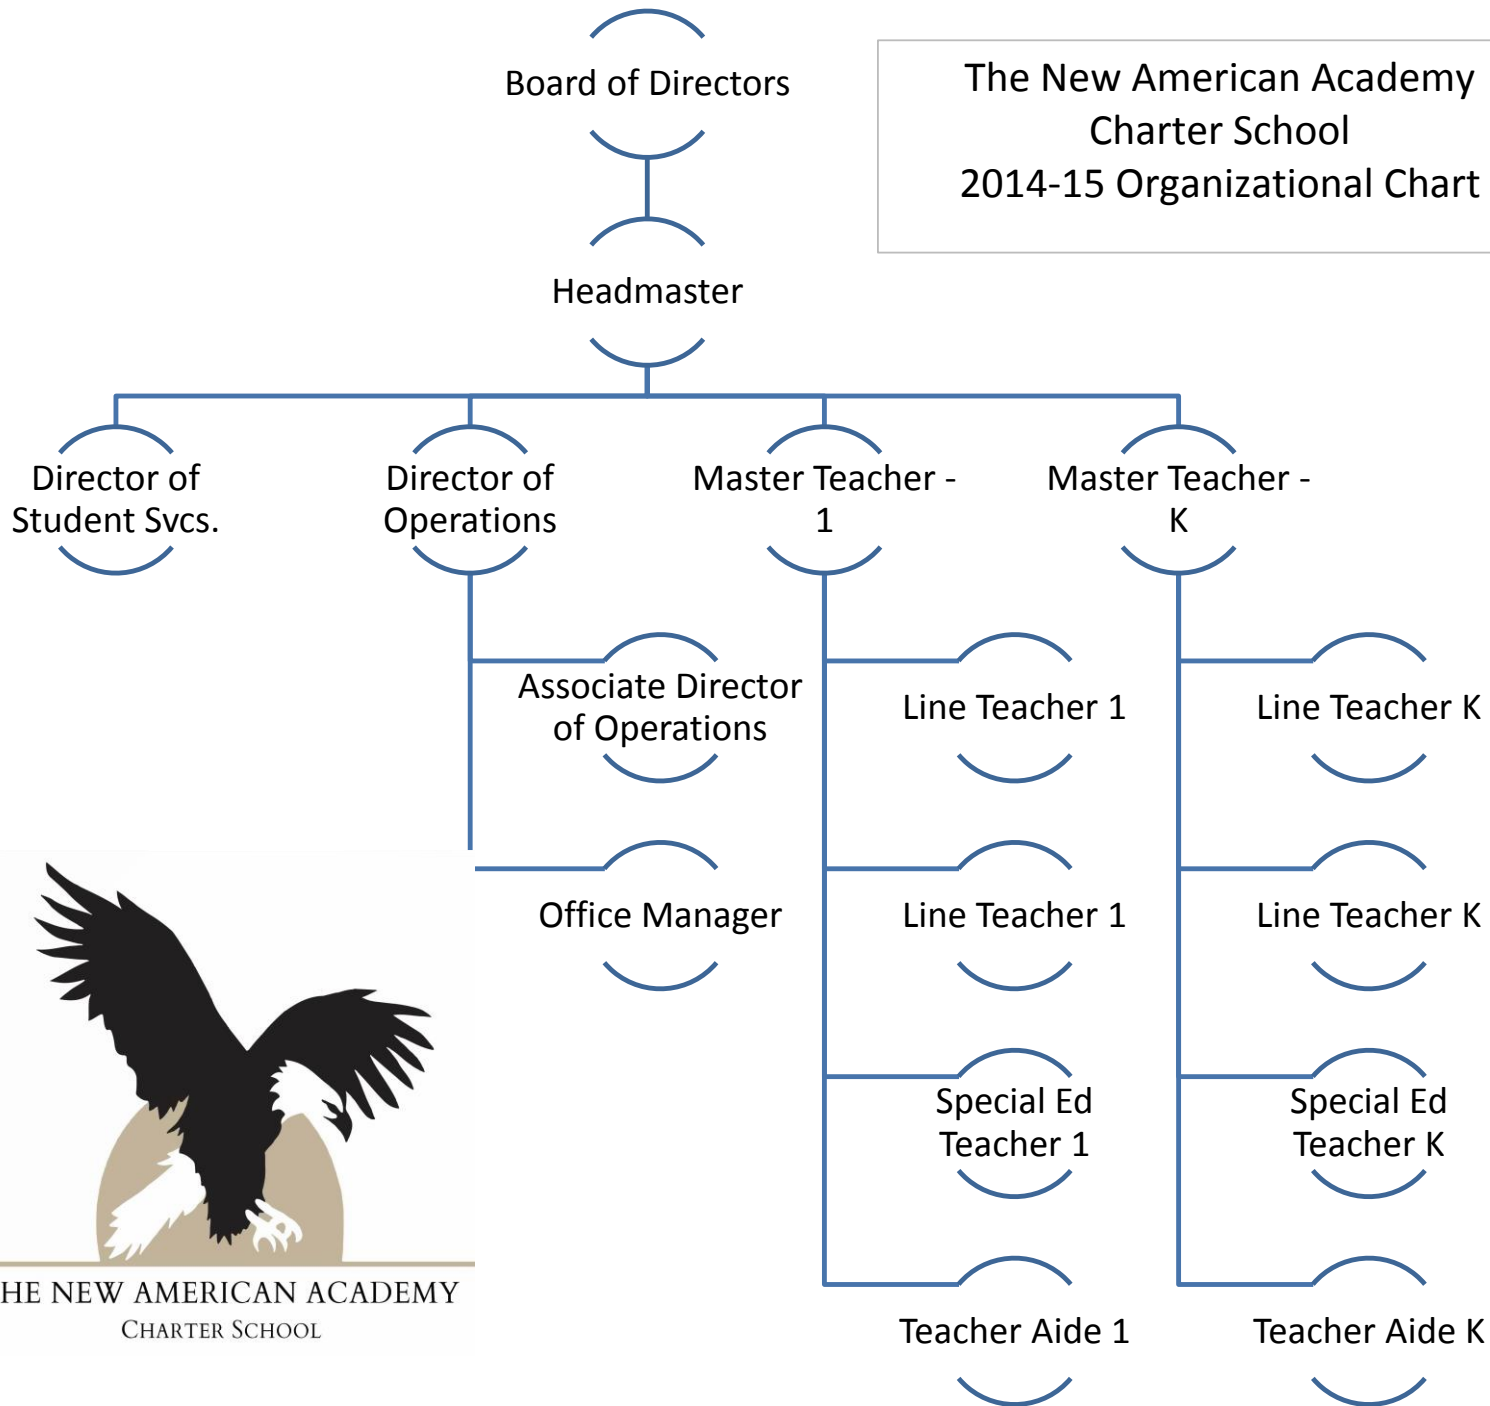 Board of Directors
The New American Academy
Charter School
2014-15 Organizational Chart
Headmaster
Director of
Student Svcs.
Director of
Operations
Master Teacher -
1
Master Teacher -
K
Associate Director
of Operations
Line Teacher 1
Line Teacher K
Office Manager
Line Teacher 1
Line Teacher K
Special Ed
Teacher 1
Special Ed
Teacher K
Teacher Aide 1
Teacher Aide K
HE NEW AMERICAN ACADEMY
CHARTER SCHOOL